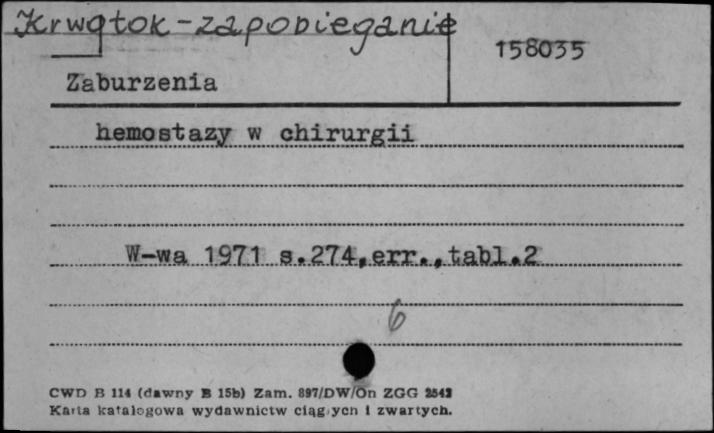 Krwotok-zapobieganie
158035
Zaburzenia
hemostazy w chirurgii
W-wa 1971 s.274,err.,tabl.2
6
CWD B 114 (dawny B 15b) Zam. 897/DW/On ZGG 2542
Karta katalogowa wydawnictw ciągłych i zwartych.